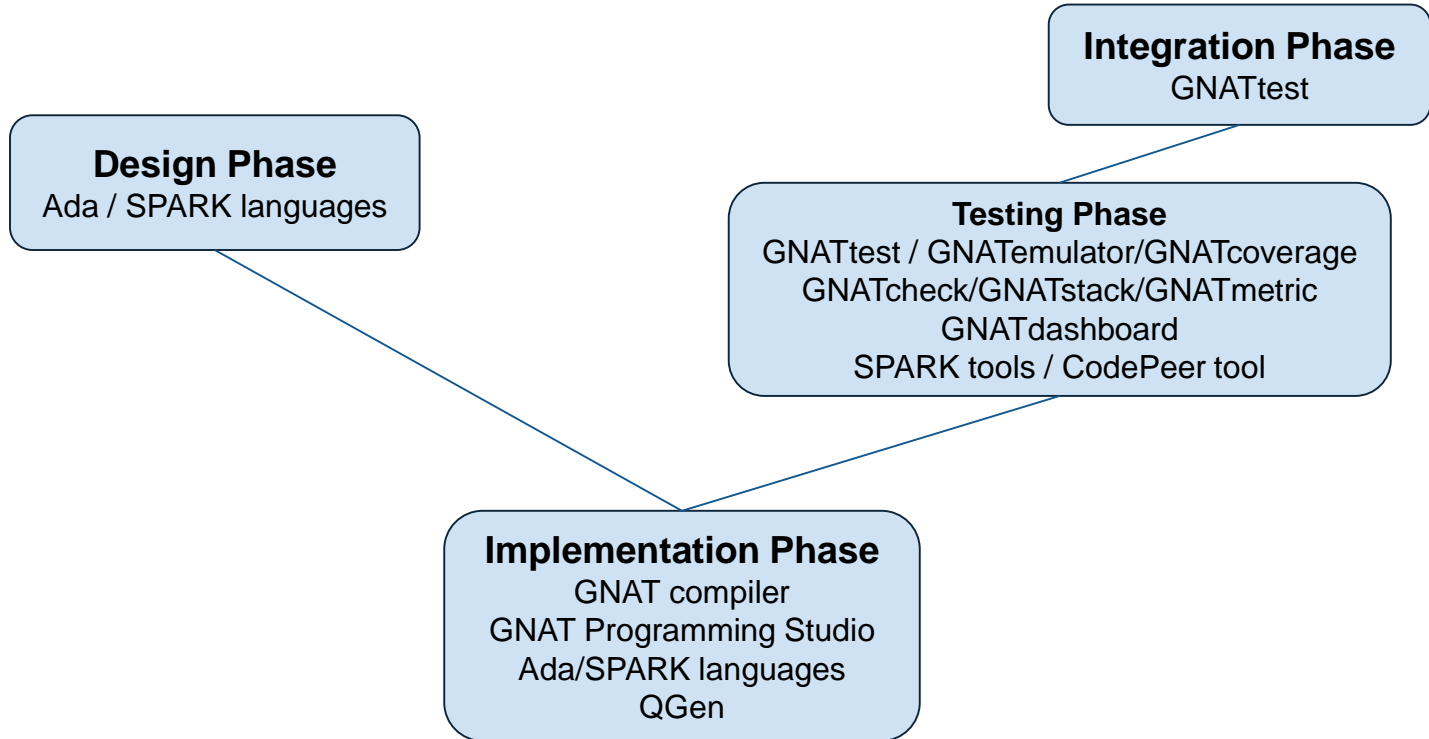 Integration Phase
GNATtest
Design Phase
Ada / SPARK languages
Testing Phase
GNATtest / GNATemulator/GNATcoverage
GNATcheck/GNATstack/GNATmetric
GNATdashboard
SPARK tools / CodePeer tool
Implementation Phase
GNAT compiler
GNAT Programming Studio
Ada/SPARK languages
QGen